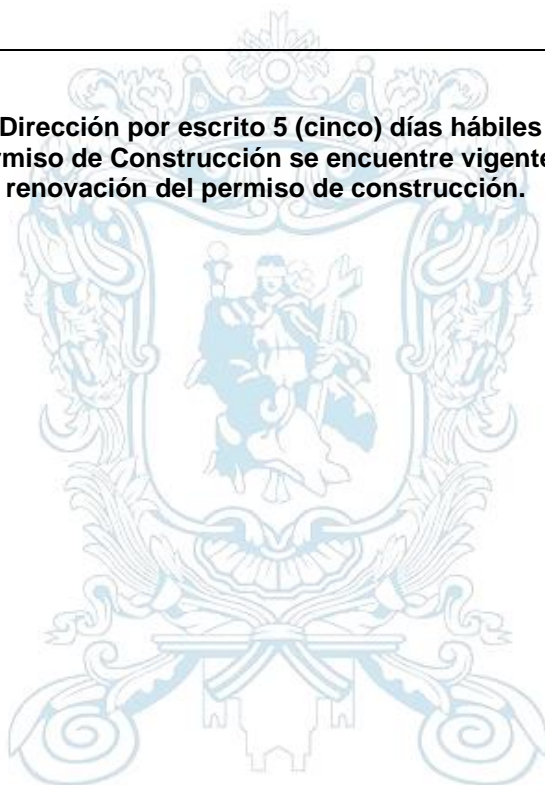 Dirección por escrito 5 (cinco) días hábiles
rmiso de Construcción se encuentre vigente
renovación del permiso de construcción.